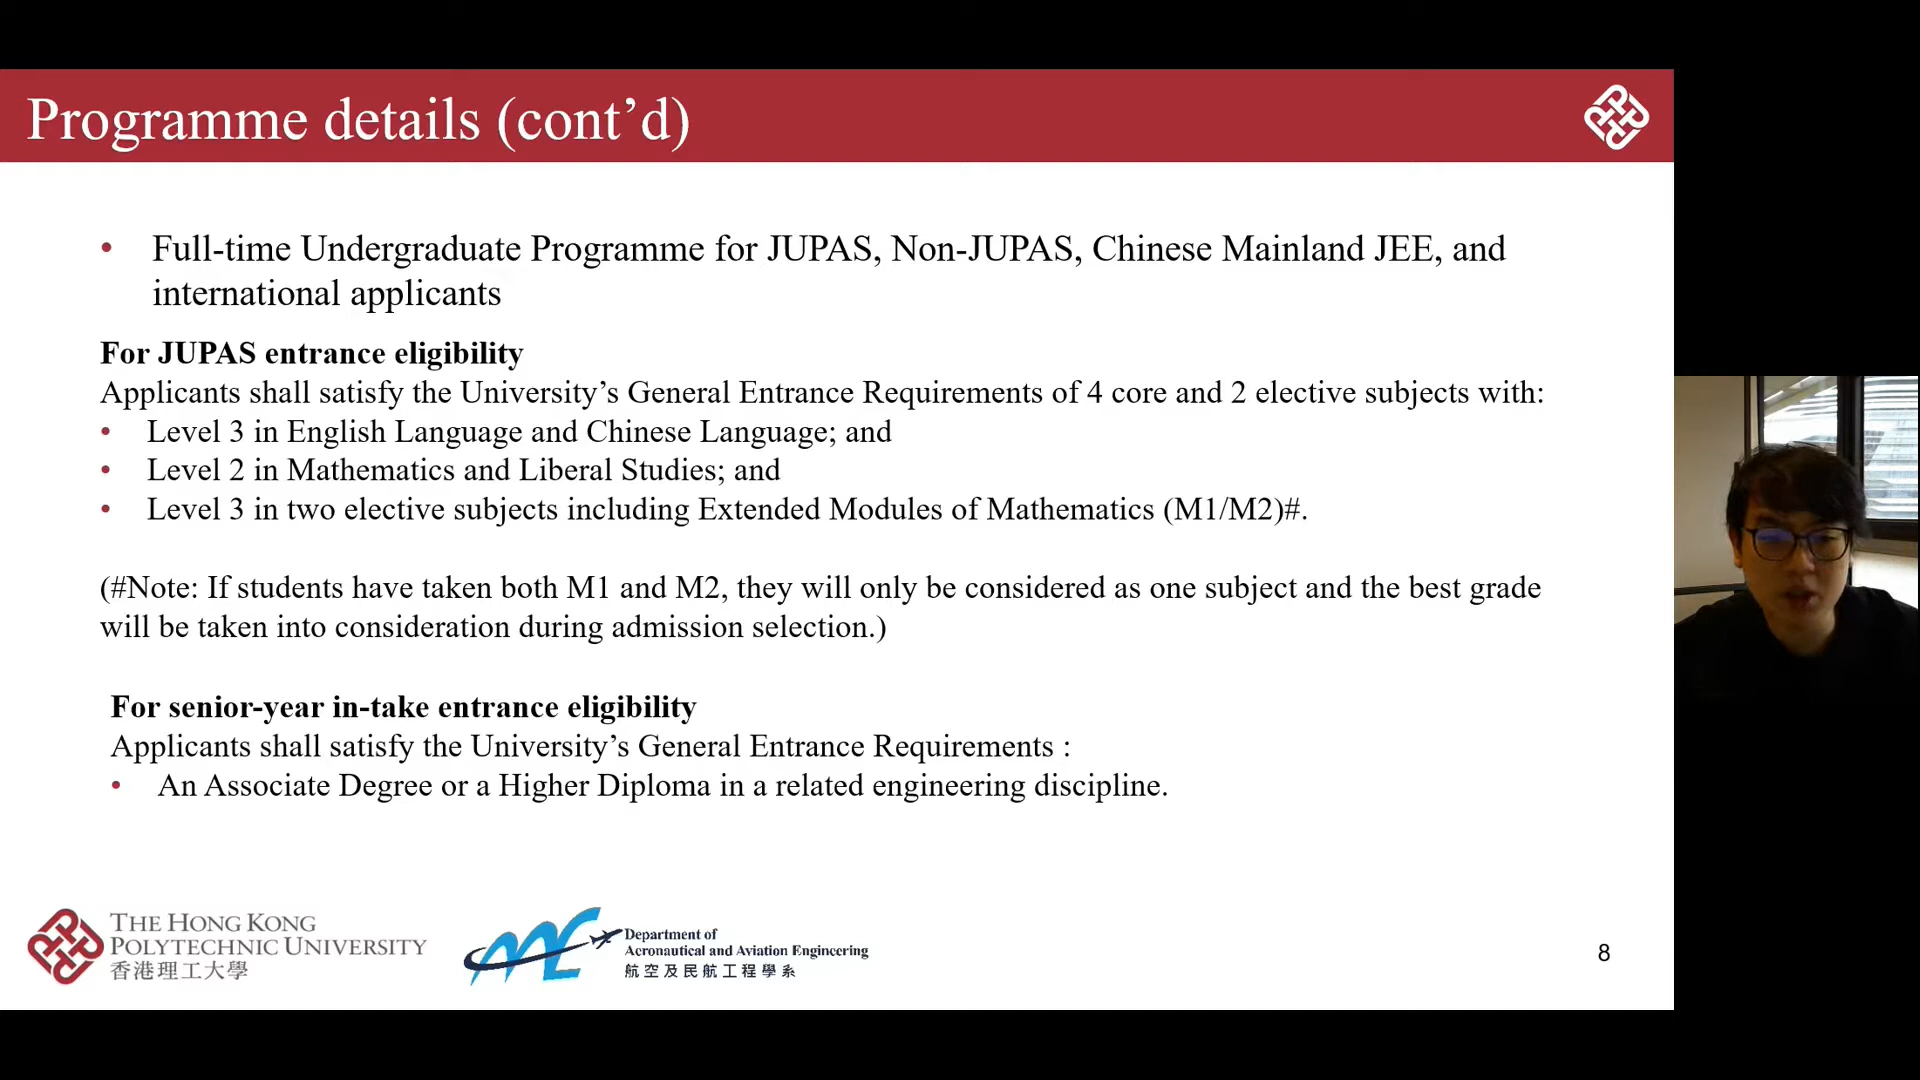 Programme details (cont’d)
• Full-time Undergraduate Programme for JUPAS, Non-JUPAS, Chinese Mainland JEE, and
international applicants
For JUPAS entrance eligibility
Applicants shall satisfy the University’s General Entrance Requirements of 4 core and 2 elective subjects with:
• Level 3 in English Language and Chinese Language; and
• Level 2 in Mathematics and Liberal Studies; and
• Level 3 in two elective subjects including Extended Modules of Mathematics (M1/M2)#.
(#Note: If students have taken both M1 and M2, they will only be considered as one subject and the best grade
will be taken into consideration during admission selection.)
For senior-year in-take entrance eligibility
Applicants shall satisfy the University’s General Entrance Requirements :
• An Associate Degree or a Higher Diploma in a related engineering discipline.
THE HONG KONG
POLYTECHNIC UNIVERSITY
香港理工大學
Department of
Aeronautical and Aviation Engineering
航空及民航工程學系
8